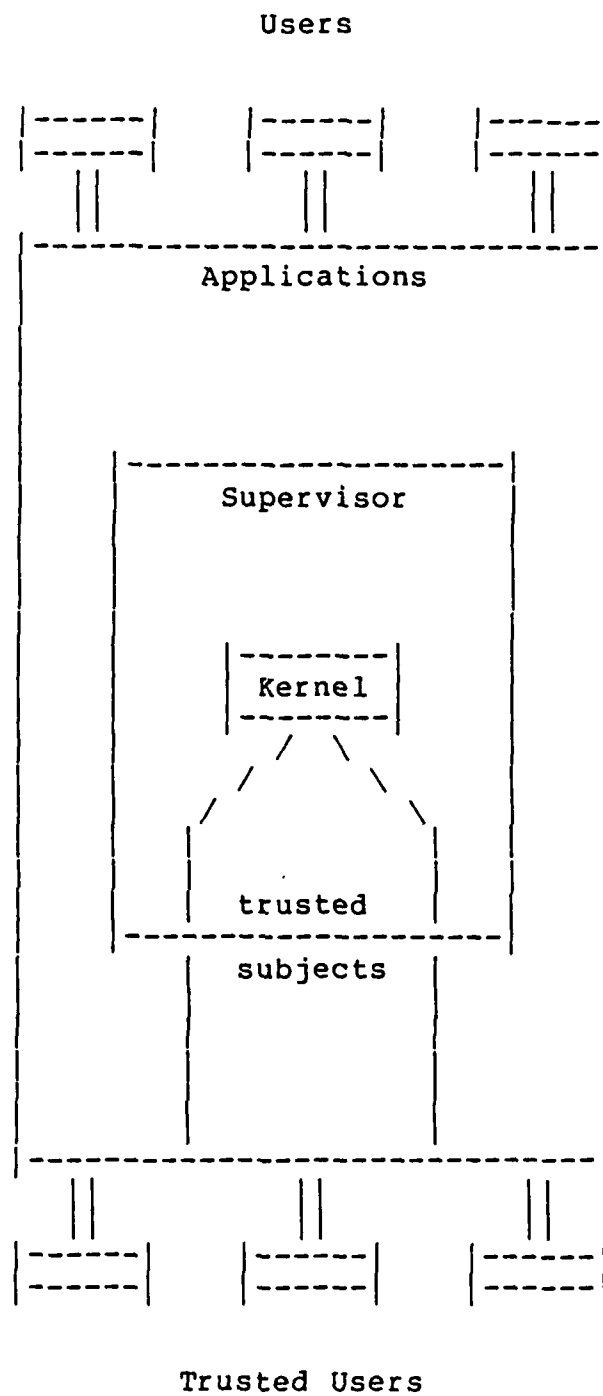 Users
Applications
Supervisor
Kernel
trusted
subjects
Trusted Users